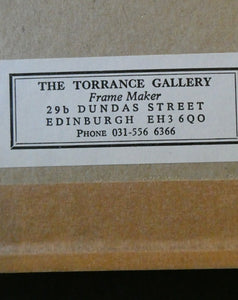 THE TORRANCE GALLERY
Frame Maker
29b DUNDAS STREET
EDINBURGH EH3 6QO
PHONE 031-556 6366